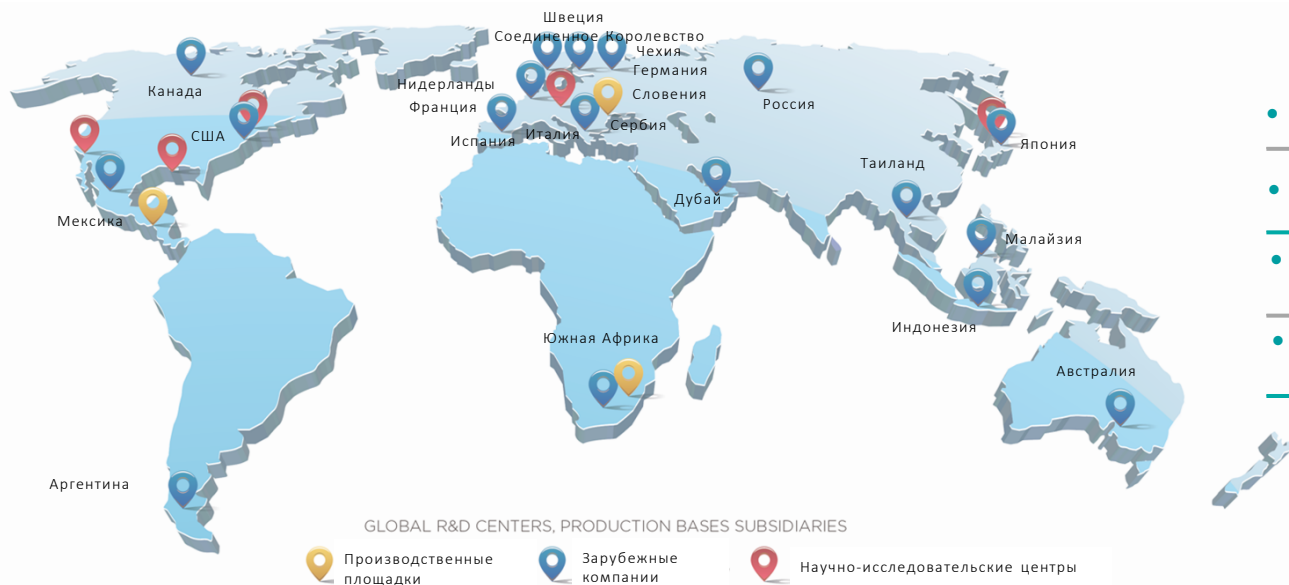 Швеция
Соединенное Королевство
Чехия
Германия
Нидерланды
Словения
Франция
Сербия
Италия
Испания
Канада
США
Мексика
Россия
Япония
Таиланд
Дубай
Малайзия
Индонезия
Южная Африка
Австралия
Аргентина
GLOBAL R&D CENTERS, PRODUCTION BASES SUBSIDIARIES
Производственные
площадки
Зарубежные
компании
Научно-исследовательские центры